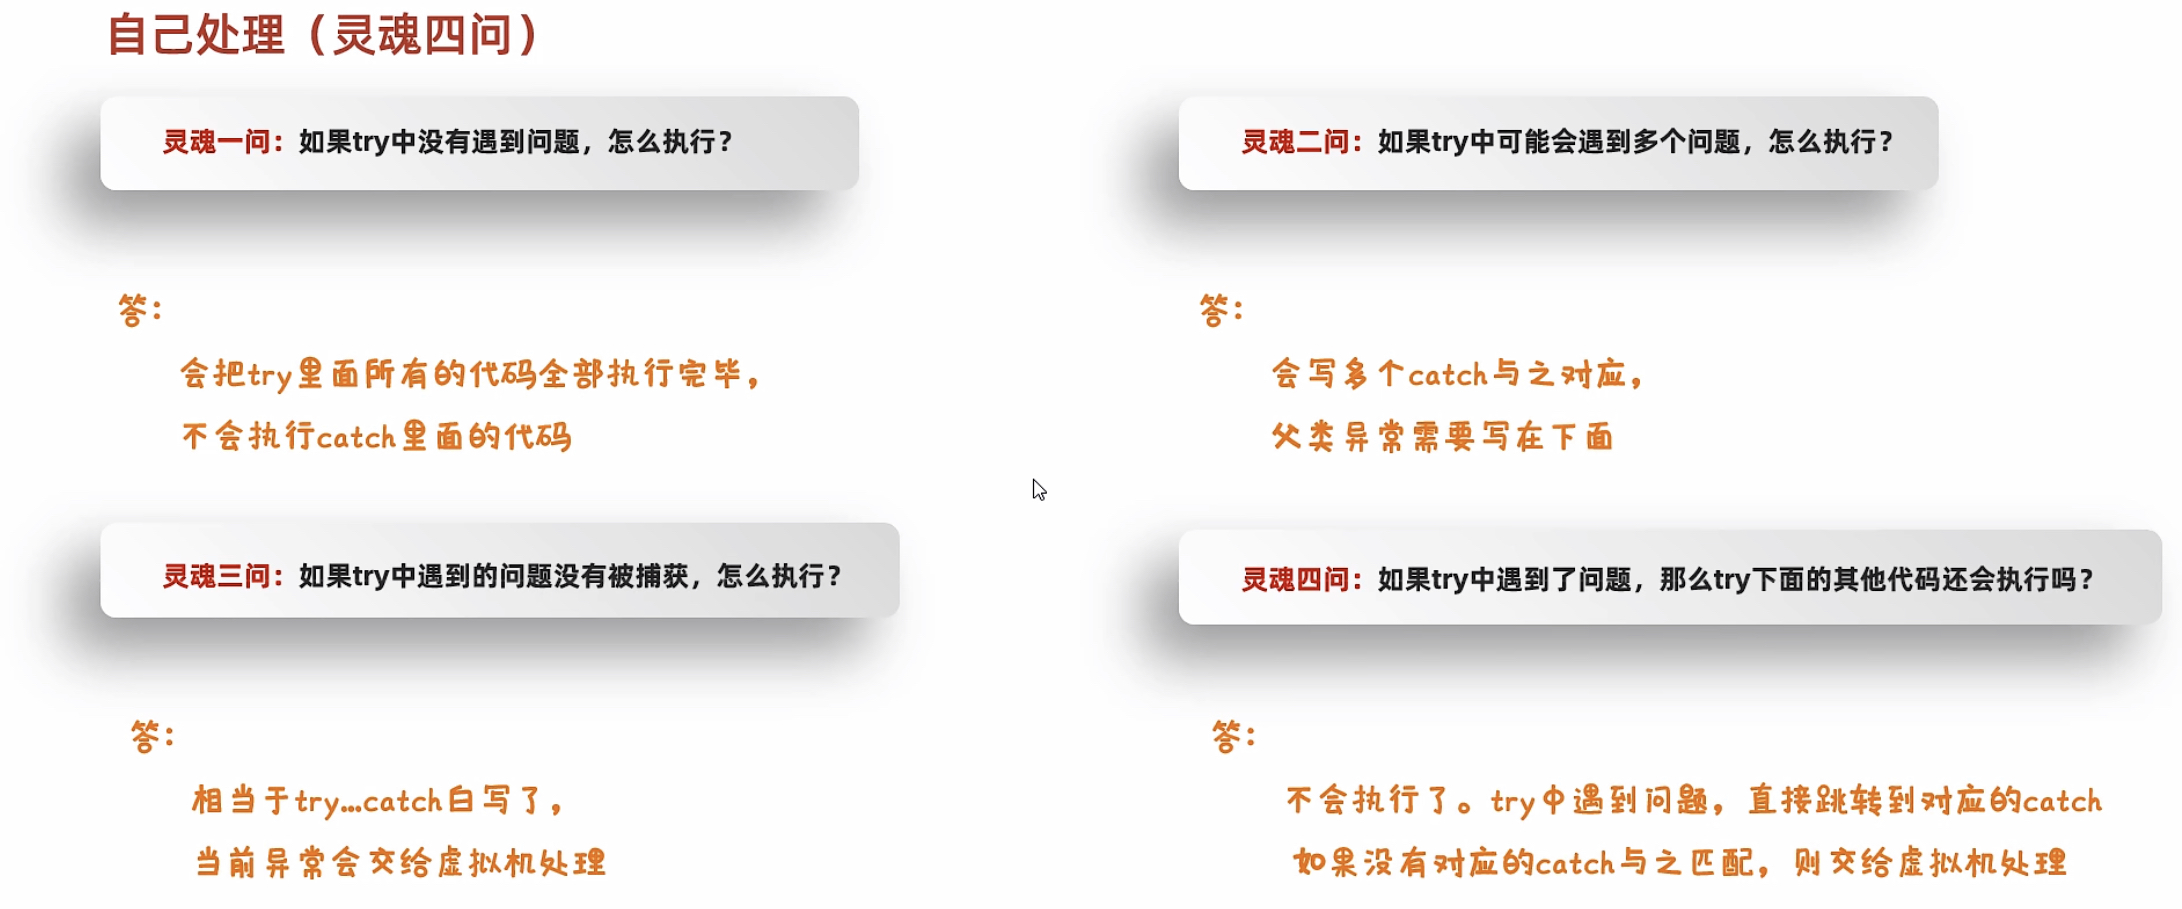 自己处理（灵魂四问）
灵魂一问：如果try中没有遇到问题，怎么执行？
答：
会把try里面所有的代码全部执行完毕，
不会执行catch里面的代码
灵魂二问：如果try中可能会遇到多个问题，怎么执行？
答：
会写多个catch与之对应，
父类异常需要写在下面
灵魂三问：如果try中遇到的问题没有被捕获，怎么执行？
答：
相当于try...catch白写了，
当前异常会交给虚拟机处理
灵魂四问：如果try中遇到了问题，那么try下面的其他代码还会执行吗？
答：
不会执行了。try中遇到问题，直接跳转到对应的catch
如果没有对应的catch与之匹配，则交给虚拟机处理